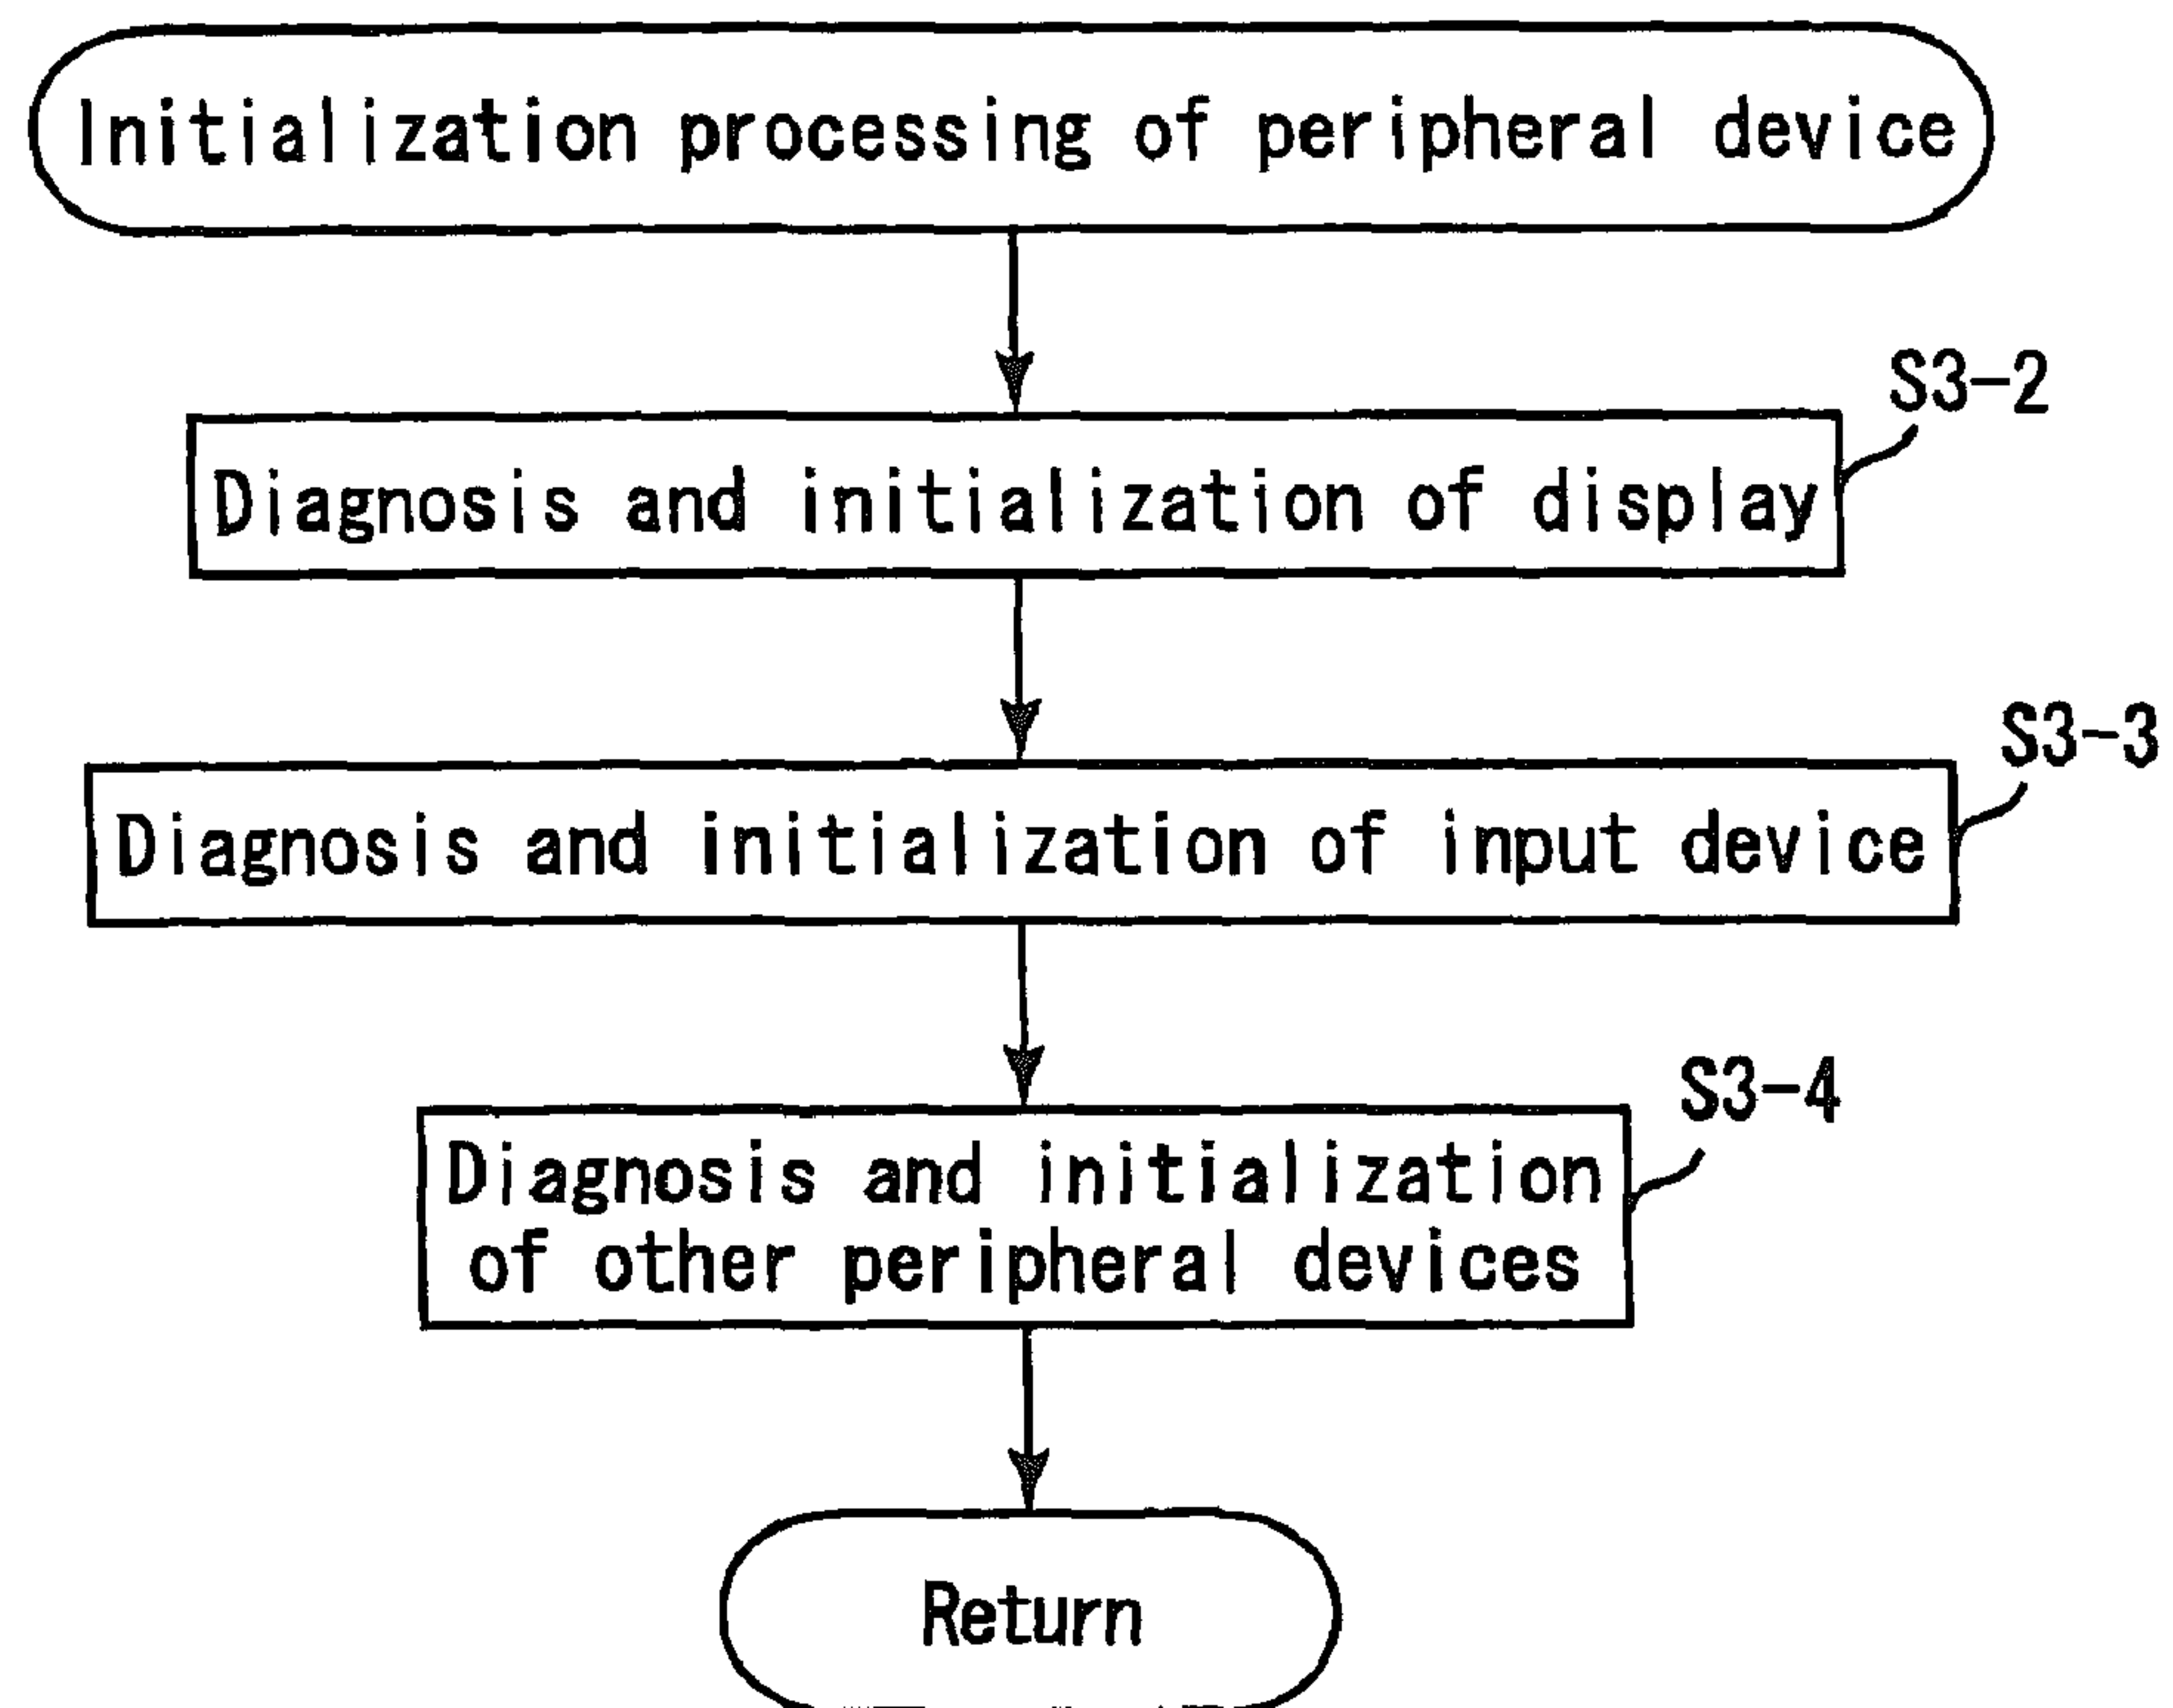 Initialization processing of peripheral device
S3-2
Diagnosis and initialization of display
S3-3
Diagnosis and initialization of input device
S3-4
Diagnosis and initialization
of other peripheral devices
Return